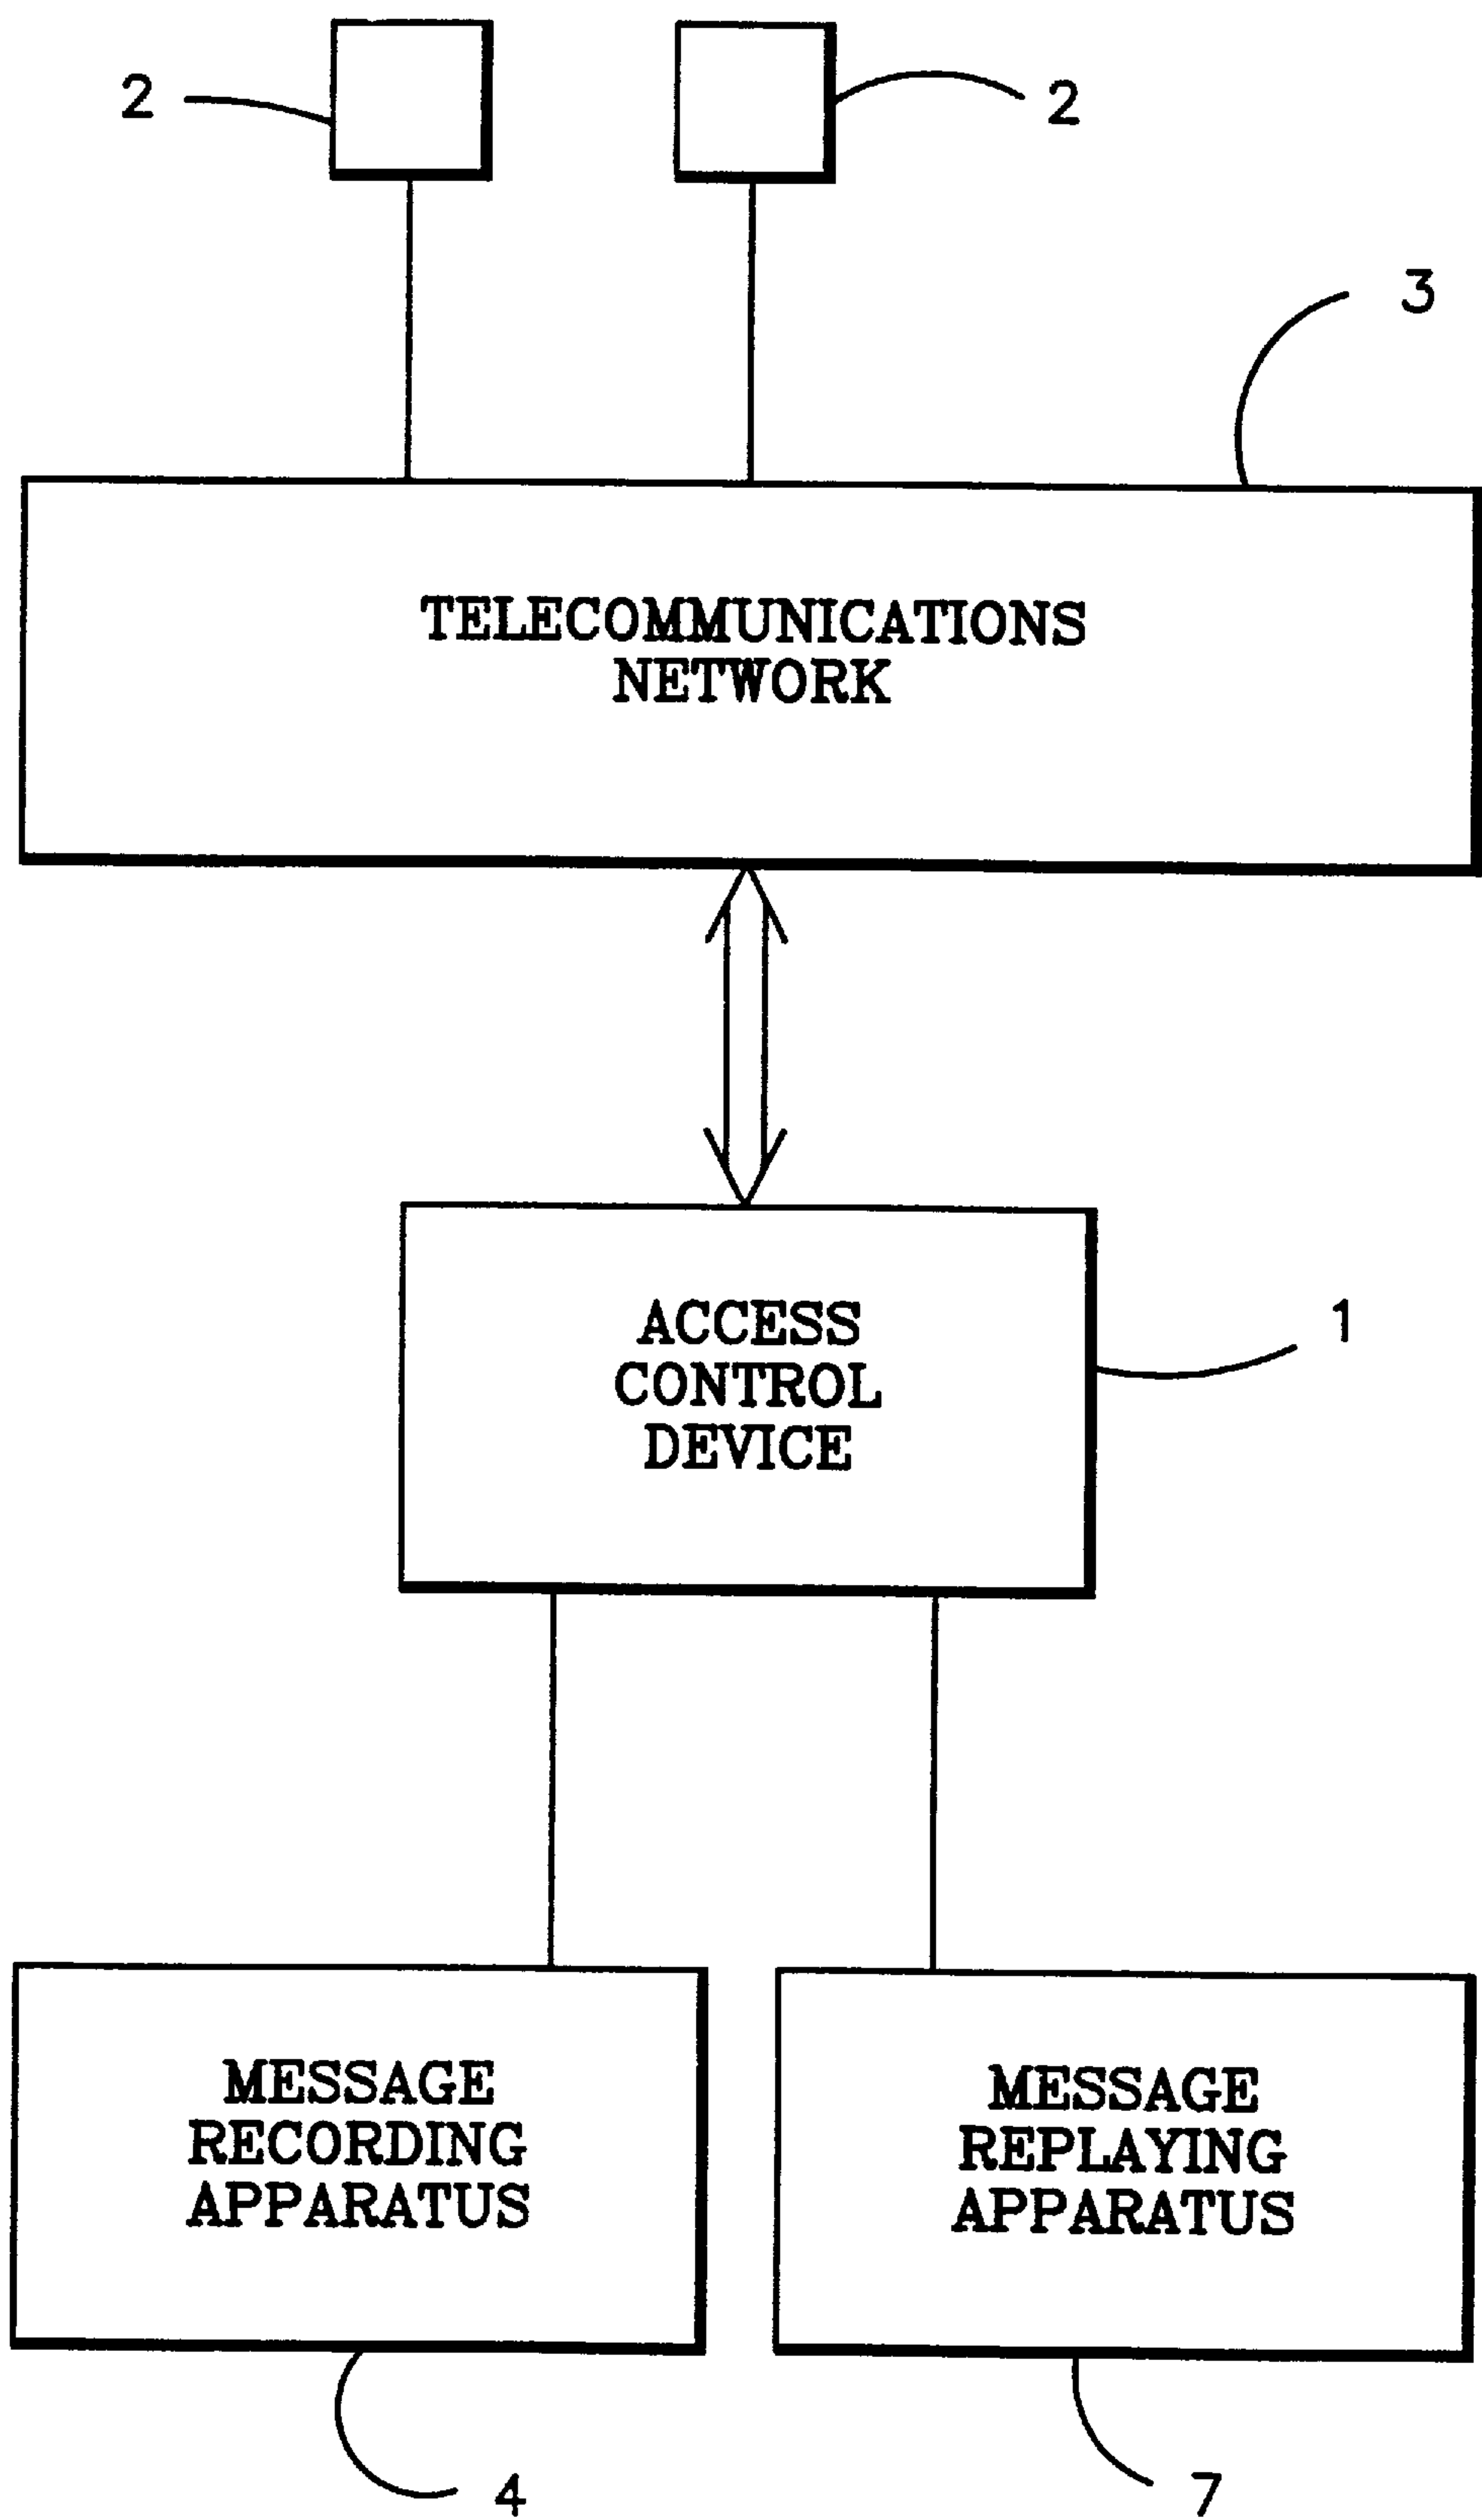 2
2
3
TELECOMMUNICATIONS
NETWORK
ACCESS
CONTROL
DEVICE
1
MESSAGE
RECORDING
APPARATUS
MESSAGE
REPLAYING
APPARATUS
4
7